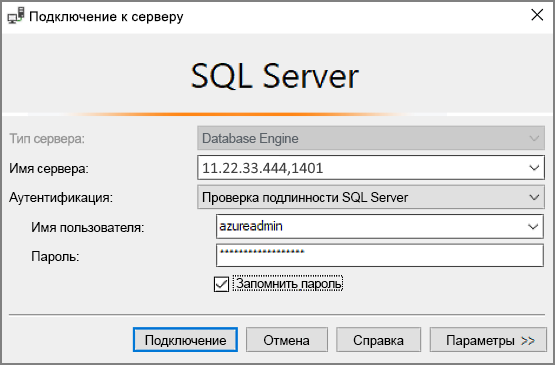 Подключение к серверу
SQL Server
Тип сервера: Database Engine
Имя сервера: 11.22.33.444,1401
Аутентификация: Проверка подлинности SQL Server
Имя пользователя: azureadmin
Пароль: ******************
Запомнить пароль
Подключение Отмена Справка Параметры >>